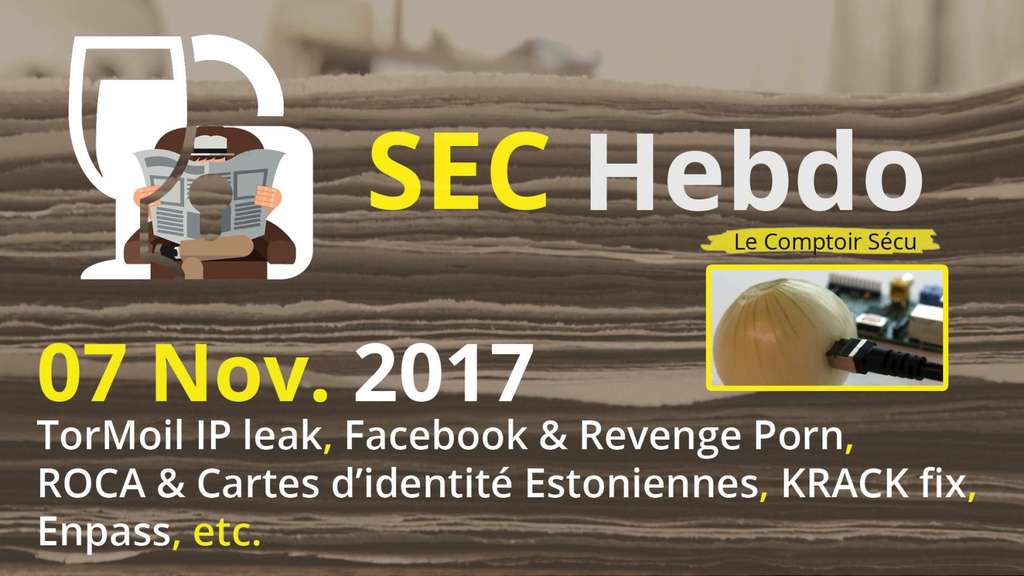 SEC Hebdo
Le Comptoir Sécu
07 Nov. 2017
TorMoil IP leak, Facebook & Revenge Porn,
ROCA & Cartes d’identité Estoniennes, KRACK fix,
Enpass, etc.